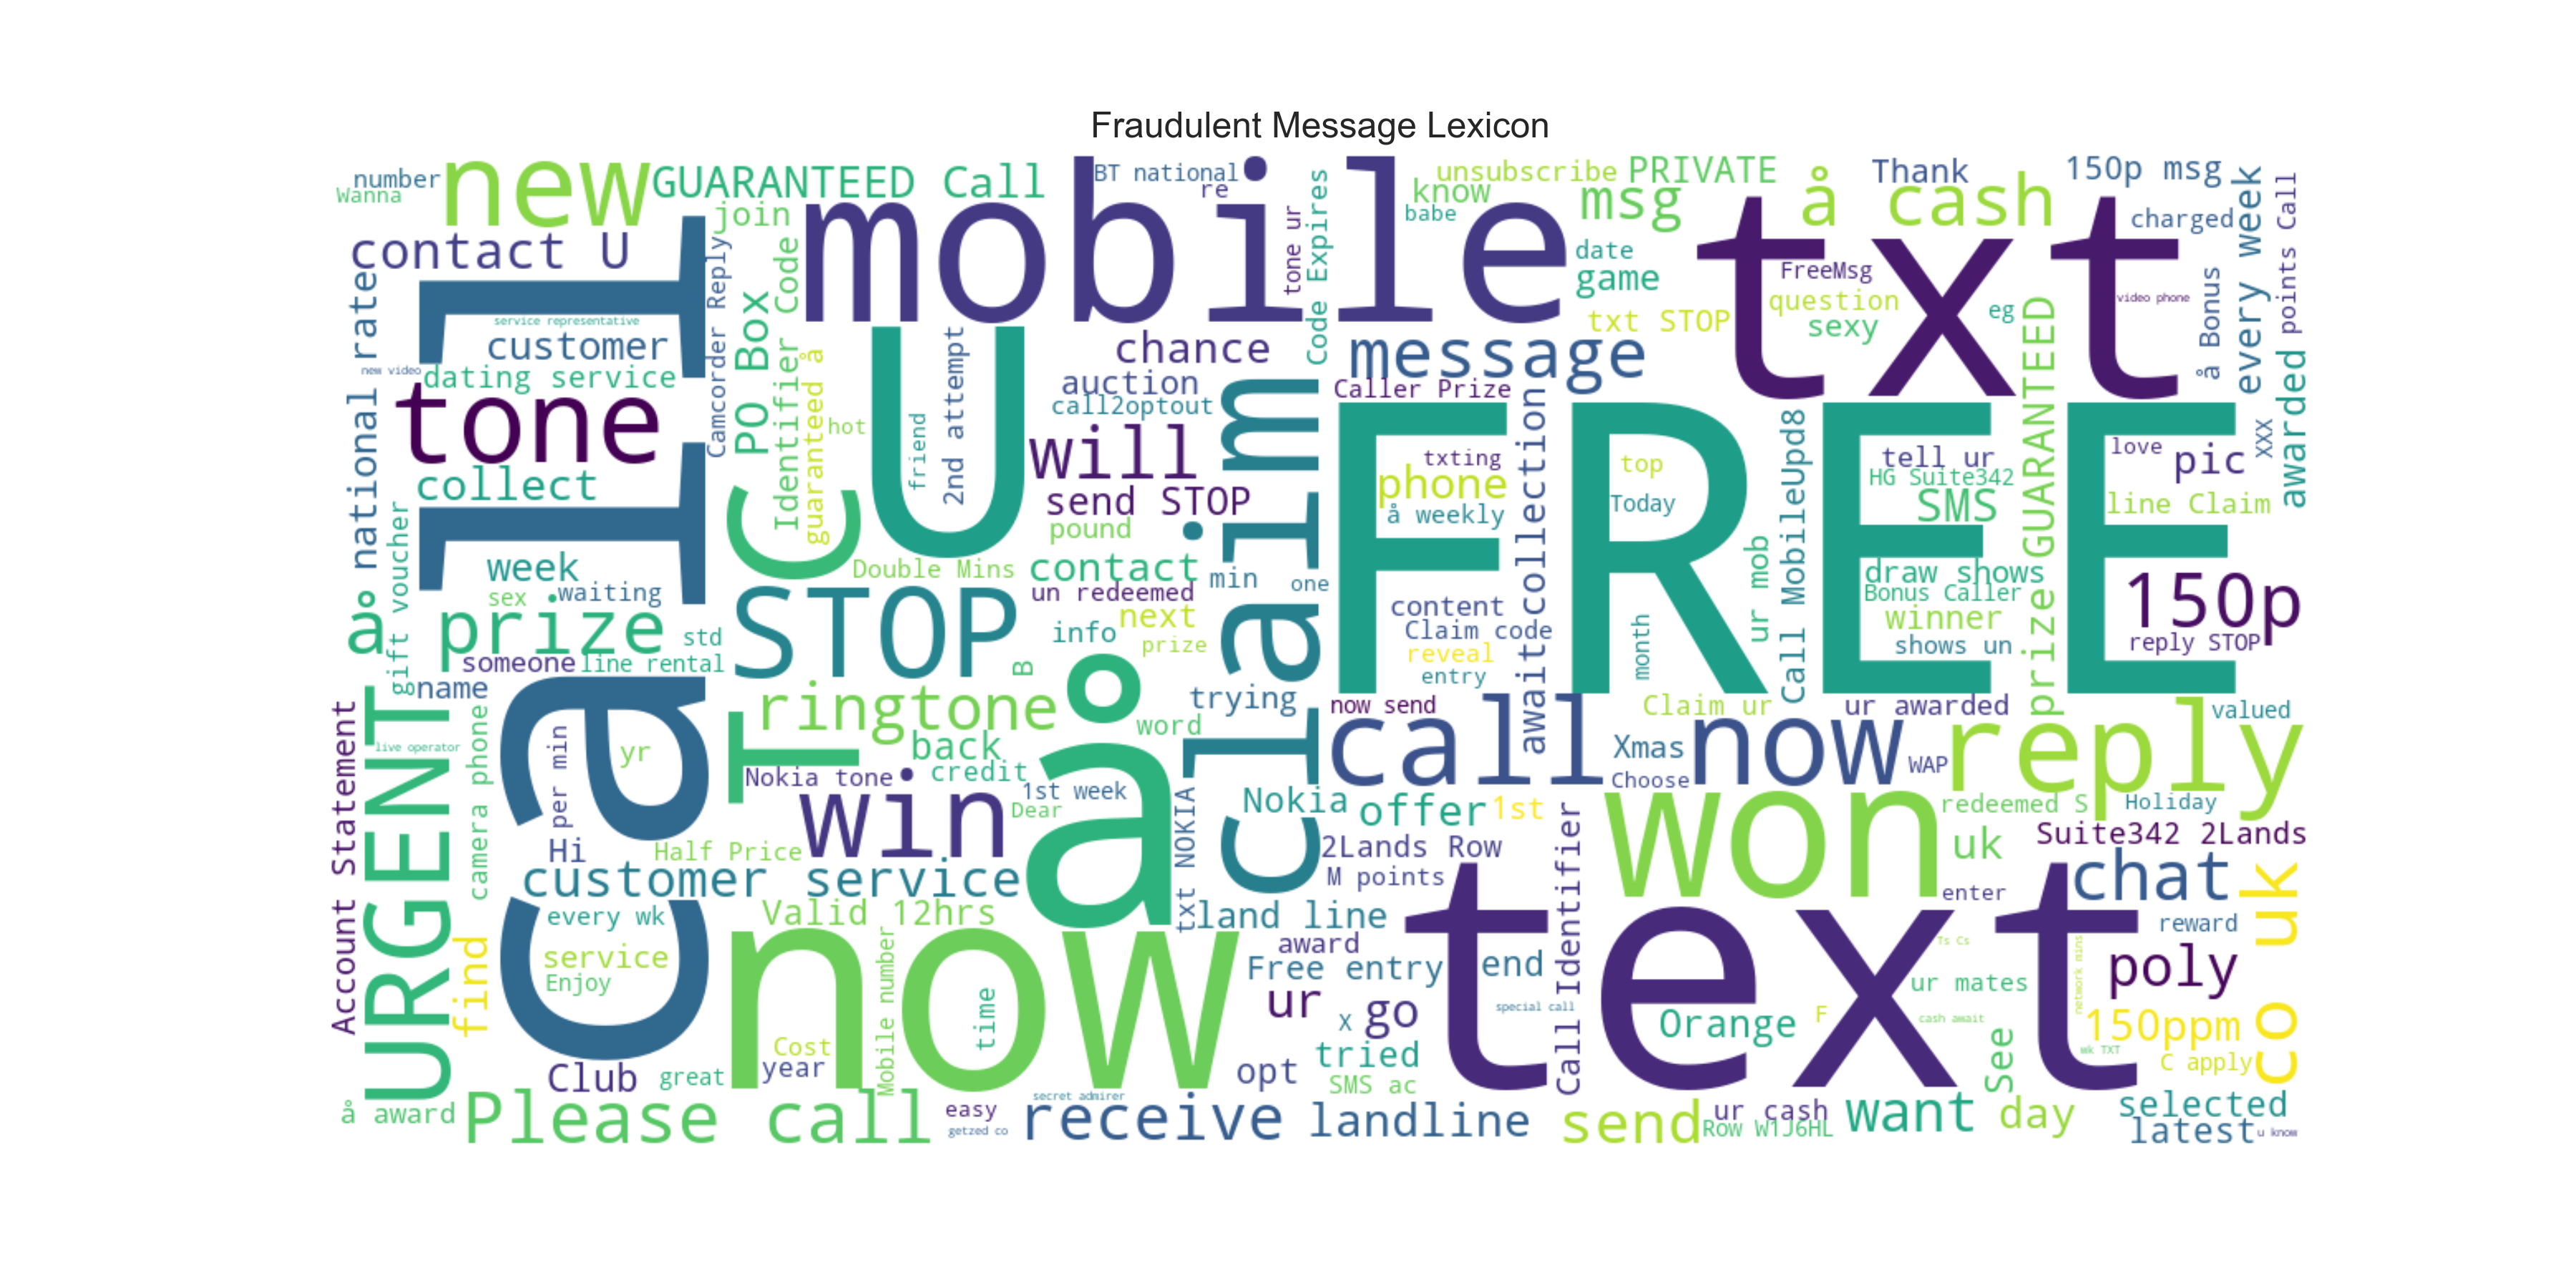 Fraudulent Message Lexicon
number
Wanna
new
GUARANTEED Call
BT national
re
mobile
Code Expires
tone ur
unsubscribe
PRIVATE
know
babe
msg
å cash
Thank
150p msg
charged
every week
points Call
contact U
join
date
game
txt
FreeMsg
question
sexy
eg
video phone
å Bonus
txt STOP
å national rates
call
service representative
customer
new video
dating service
tone
collect
Camcorder Reply
PO Box
Identifier Code
guaranteed å
hot
U
friend
2nd attempt
chance
auction
call2optout
message
Caller Prize
will
send STOP
pound
claim
FREE
txting
phone
å weekly
await collection
top
Today
Call MobileUpd8
tell ur
HG Suite342
SMS
prize GUARANTEED
love
pic
line Claim
XXX
awarded
gift voucher
week
sex
waiting
C
Double Mins
contact
min
one
un redeemed
next
info
prize
å prize
std
someone
line rental
name
STOP
B
content
Claim code
reveal
entry
month
ur mob
draw shows
Bonus Caller
winner
shows un
150p
reply STOP
Account Statement
URGENT
live operator
camera phone
per min
yr
T
ringtone
back
word
trying
Nokia tone
credit
å
1st week
Dear
now send
call now
Claim ur
Xmas
Choose
ur awarded
WAP
reply
valued
win
txt NOKIA
Nokia
offer
1st
won
redeemed S
Holiday
Hi
Half Price
2Lands Row
M points
Call Identifier
uk
Suite342 2Lands
chat
enter
co uk
customer service
every wk
Valid 12hrs
land line
text
reward
find
service
Enjoy
now
Mobile number
time
award
Free entry
end
ur
x
go
special call
Orange
F
Ts Cs
ur mates
cash await
network mins
poly
150ppm
wk TXT
C apply
See
Cost
year
Club
great
opt
tried
SMS ac
å award
Please call
easy
getzed co
secret admirer
receive
landline
send
ur cash
Row W1J6HL
want
day
selected
latest
u know